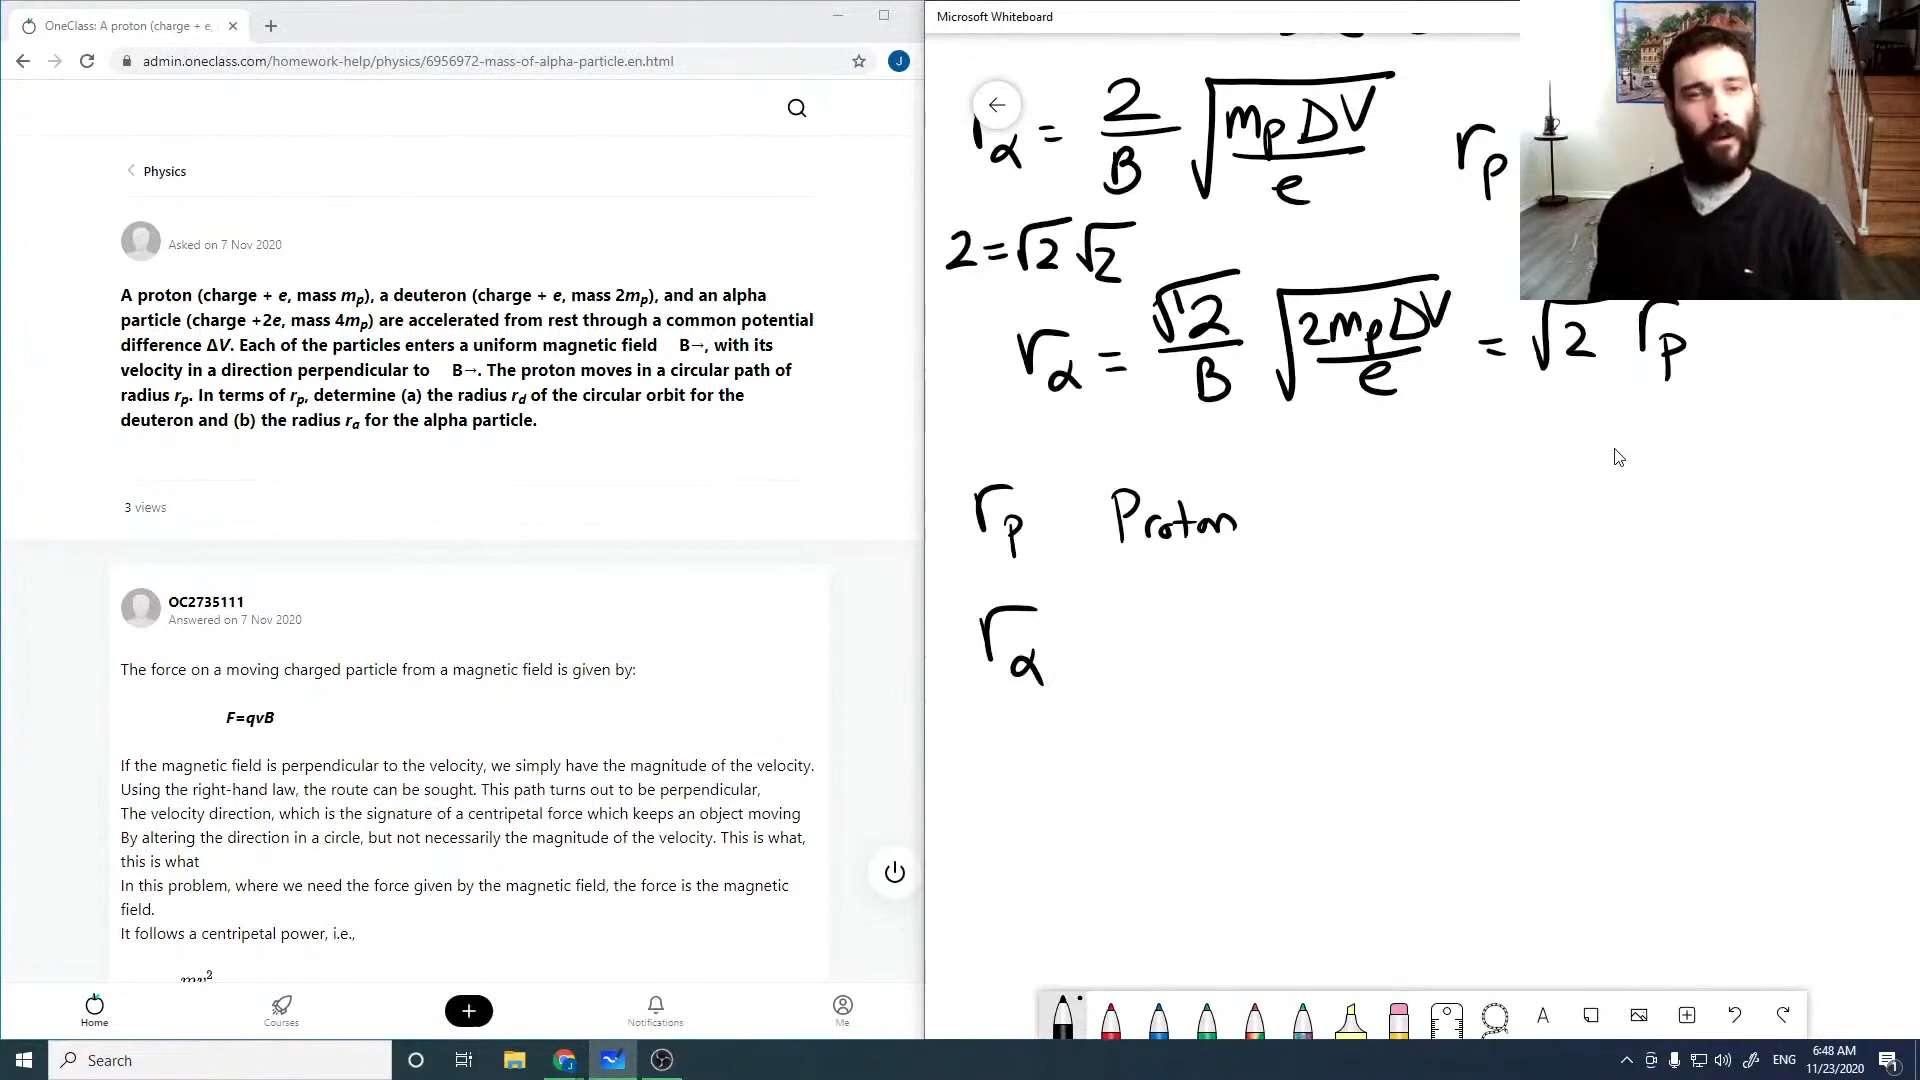 OneClass: A proton (charge + e,
admin.oneclass.com/homework-help/physics/6956972-mass-of-alpha-particle.en.html
J
Physics
Asked on 7 Nov 2020
A proton (charge + e, mass mp), a deuteron (charge + e, mass 2mp), and an alpha
particle (charge +2e, mass 4mp) are accelerated from rest through a common potential
difference ΔV. Each of the particles enters a uniform magnetic field B→, with its
velocity in a direction perpendicular to B→. The proton moves in a circular path of
radius rp. In terms of rp, determine (a) the radius rd of the circular orbit for the
deuteron and (b) the radius ra for the alpha particle.
3 views
OC2735111
Answered on 7 Nov 2020
The force on a moving charged particle from a magnetic field is given by:
F=qvB
If the magnetic field is perpendicular to the velocity, we simply have the magnitude of the velocity.
Using the right-hand law, the route can be sought. This path turns out to be perpendicular,
The velocity direction, which is the signature of a centripetal force which keeps an object moving
By altering the direction in a circle, but not necessarily the magnitude of the velocity. This is what,
this is what
In this problem, where we need the force given by the magnetic field, the force is the magnetic
field.
It follows a centripetal power, i.e.,
mv²
Home
Courses
Notifications
Me
Microsoft Whiteboard
rα = 2/B √(mp ΔV/e) rp
2 = √2 √2
rα = √2/B √(2mp ΔV/e) = √2 rp
rp Proton
rα
A
Search
ENG
6:48 AM
11/23/2020
1